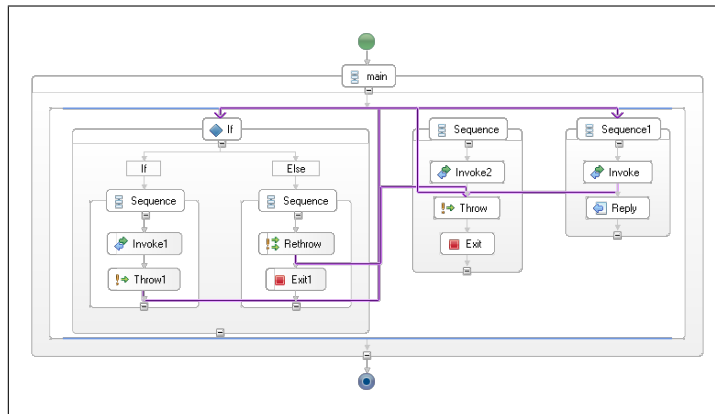 main
If
Sequence
Sequence1
If
Else
Invoke2
Invoke
Sequence
Sequence
Throw
Reply
Invoke1
Rethrow
Exit
Throw1
Exit1